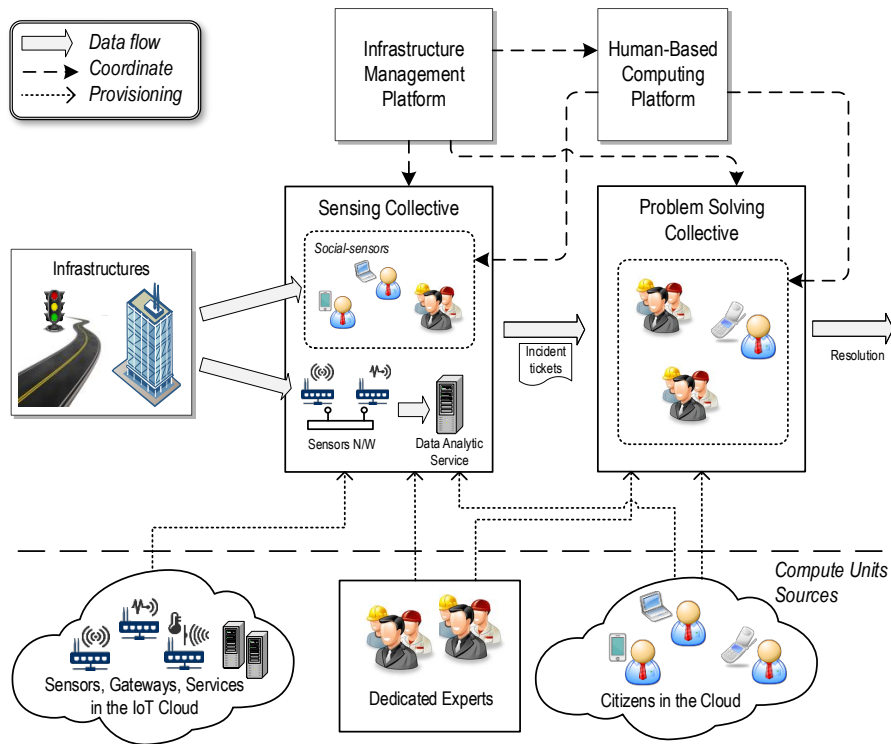 Data flow
Coordinate
Provisioning
Infrastructure
Management
Platform
Human-Based
Computing
Platform
Sensing Collective
Social-sensors
Problem Solving
Collective
Infrastructures
Incident
tickets
Resolution
Sensors N/W
Data Analytic
Service
Compute Units
Sources
Sensors, Gateways, Services
in the IoT Cloud
Dedicated Experts
Citizens in the Cloud